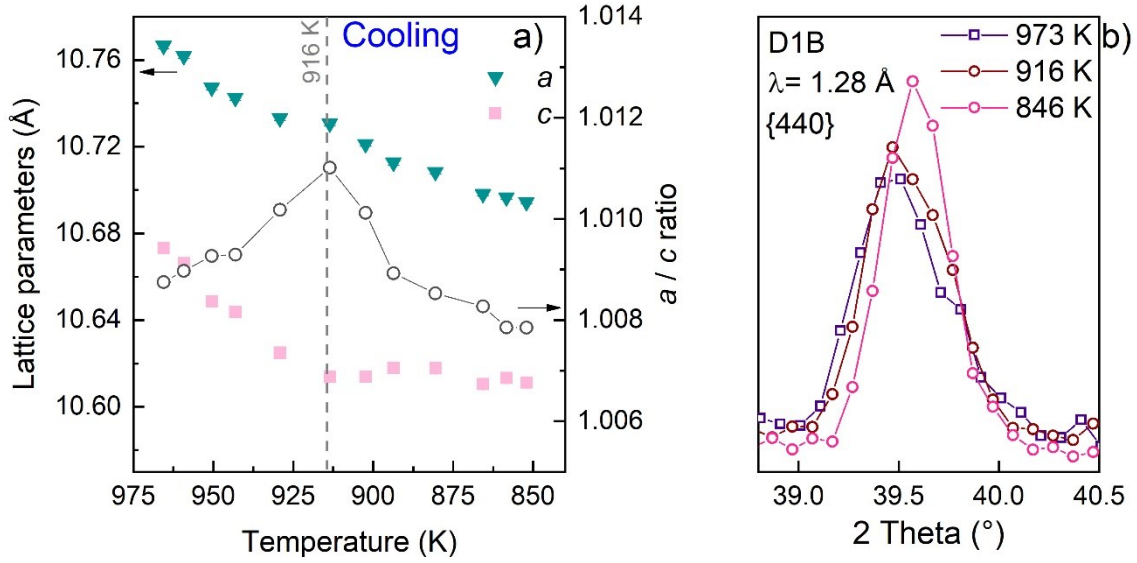 Cooling a)
916 K
a
c
Lattice parameters (Å)
10.76
10.72
10.68
10.64
10.60
1.014
1.012
1.010
1.008
1.006
a / c ratio
975 950 925 900 875 850
Temperature (K)
D1B
λ= 1.28 Å
{440}
973 K
916 K
846 K
b)
39.0 39.5 40.0 40.5
2 Theta (°)